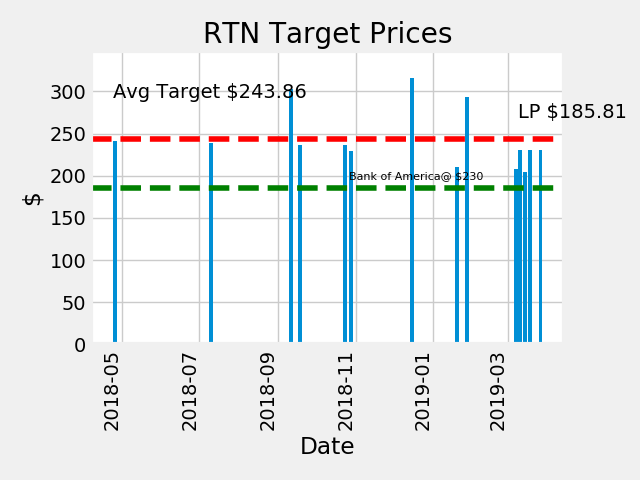 RTN Target Prices
Avg Target $243.86
LP $185.81
Bank of America@ $230
$
300
250
200
150
100
50
0
2018-05
2018-07
2018-09
2018-11
2019-01
2019-03
Date